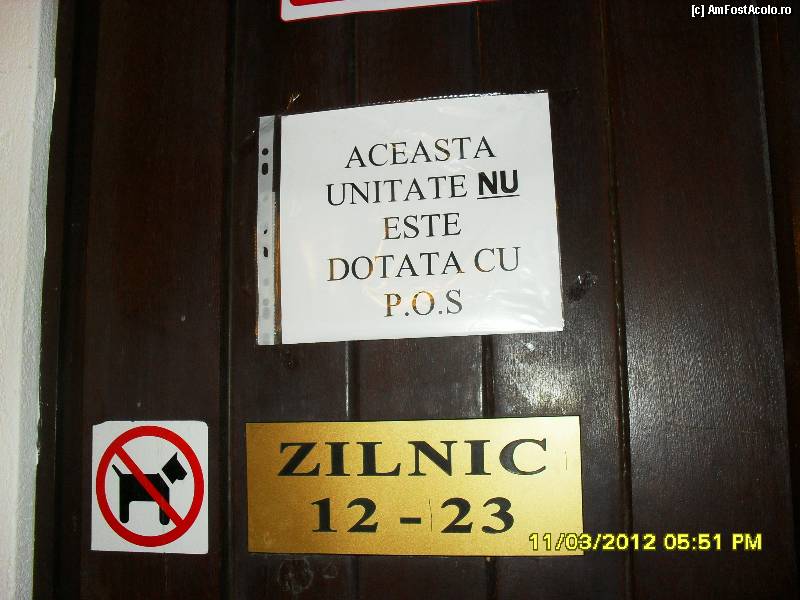 [c] AmFostAcolo.ro
ACEASTA
UNITATE NU
ESTE
DOTATA CU
P.O.S
ZILNIC
12 - 23
11/03/2012 05:51 PM